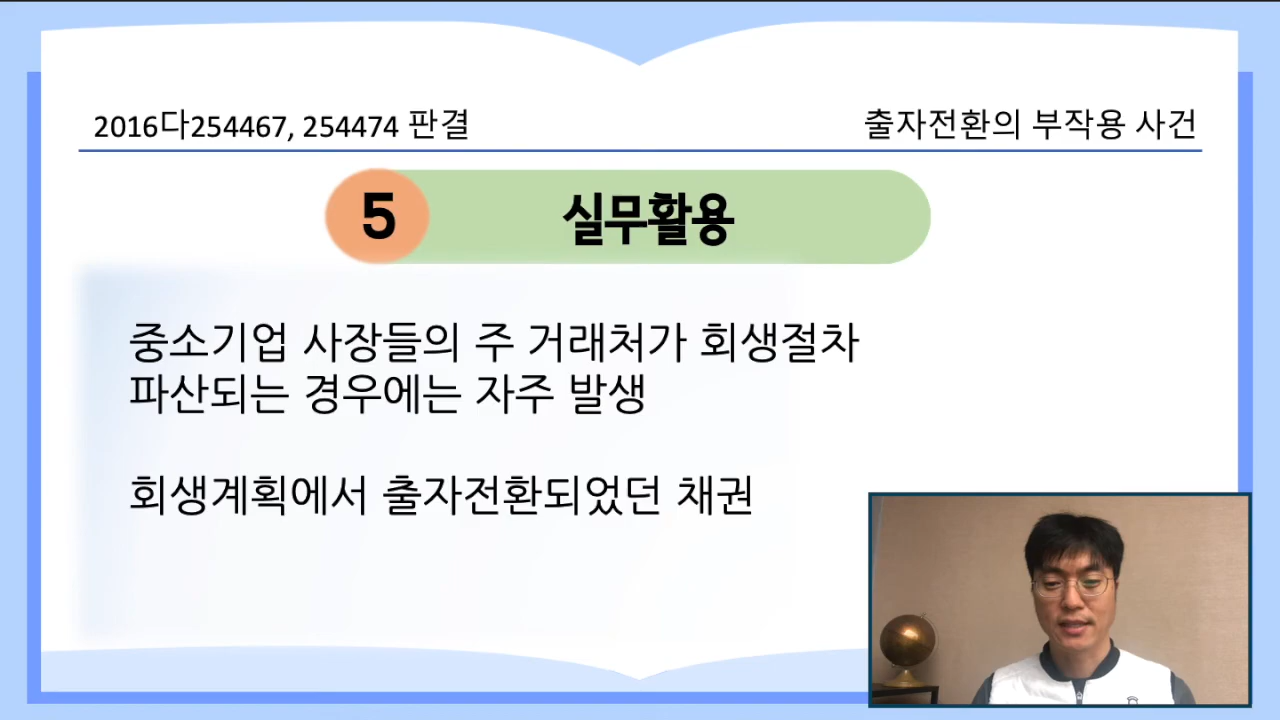 2016다254467, 254474 판결
출자전환의 부작용 사건
5
실무활용
중소기업 사장들의 주 거래처가 회생절차
파산되는 경우에는 자주 발생
회생계획에서 출자전환되었던 채권